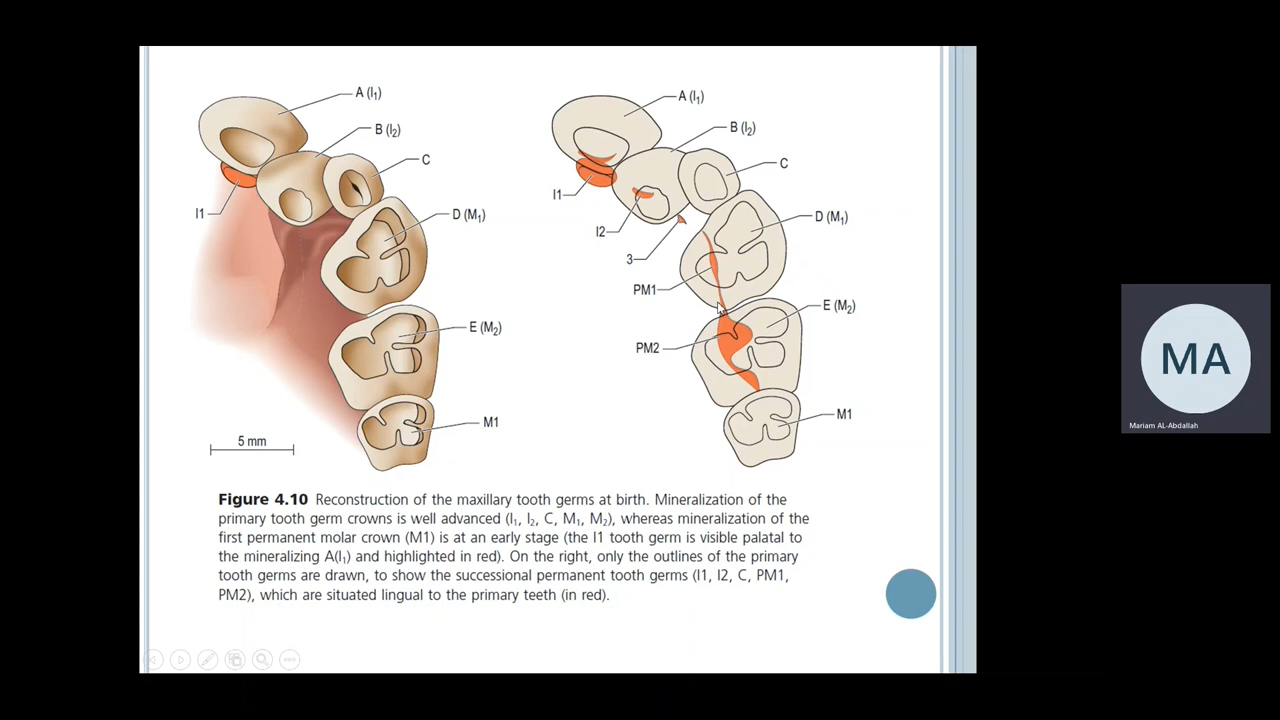 A (I₁)
B (I₂)
C
I1
D (M₁)
E (M₂)
M1
5 mm
A (I₁)
B (I₂)
C
I1
I2
3
D (M₁)
PM1
E (M₂)
PM2
M1
Figure 4.10 Reconstruction of the maxillary tooth germs at birth. Mineralization of the
primary tooth germ crowns is well advanced (I₁, I₂, C, M₁, M₂), whereas mineralization of the
first permanent molar crown (M1) is at an early stage (the I1 tooth germ is visible palatal to
the mineralizing A(I₁) and highlighted in red). On the right, only the outlines of the primary
tooth germs are drawn, to show the successional permanent tooth germs (I1, I2, C, PM1,
PM2), which are situated lingual to the primary teeth (in red).
MA
Mariam AL-Abdallah